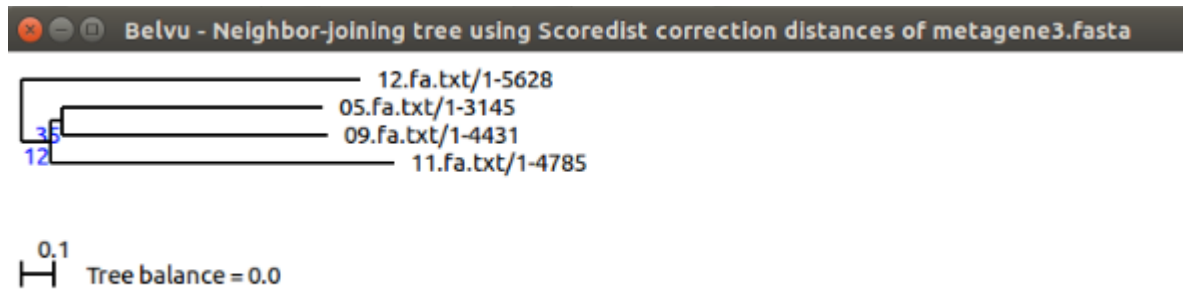 Belvu - Neighbor-joining tree using Scoredist correction distances of metagene3.fasta
12.fa.txt/1-5628
05.fa.txt/1-3145
35
09.fa.txt/1-4431
12
11.fa.txt/1-4785
0.1
Tree balance = 0.0